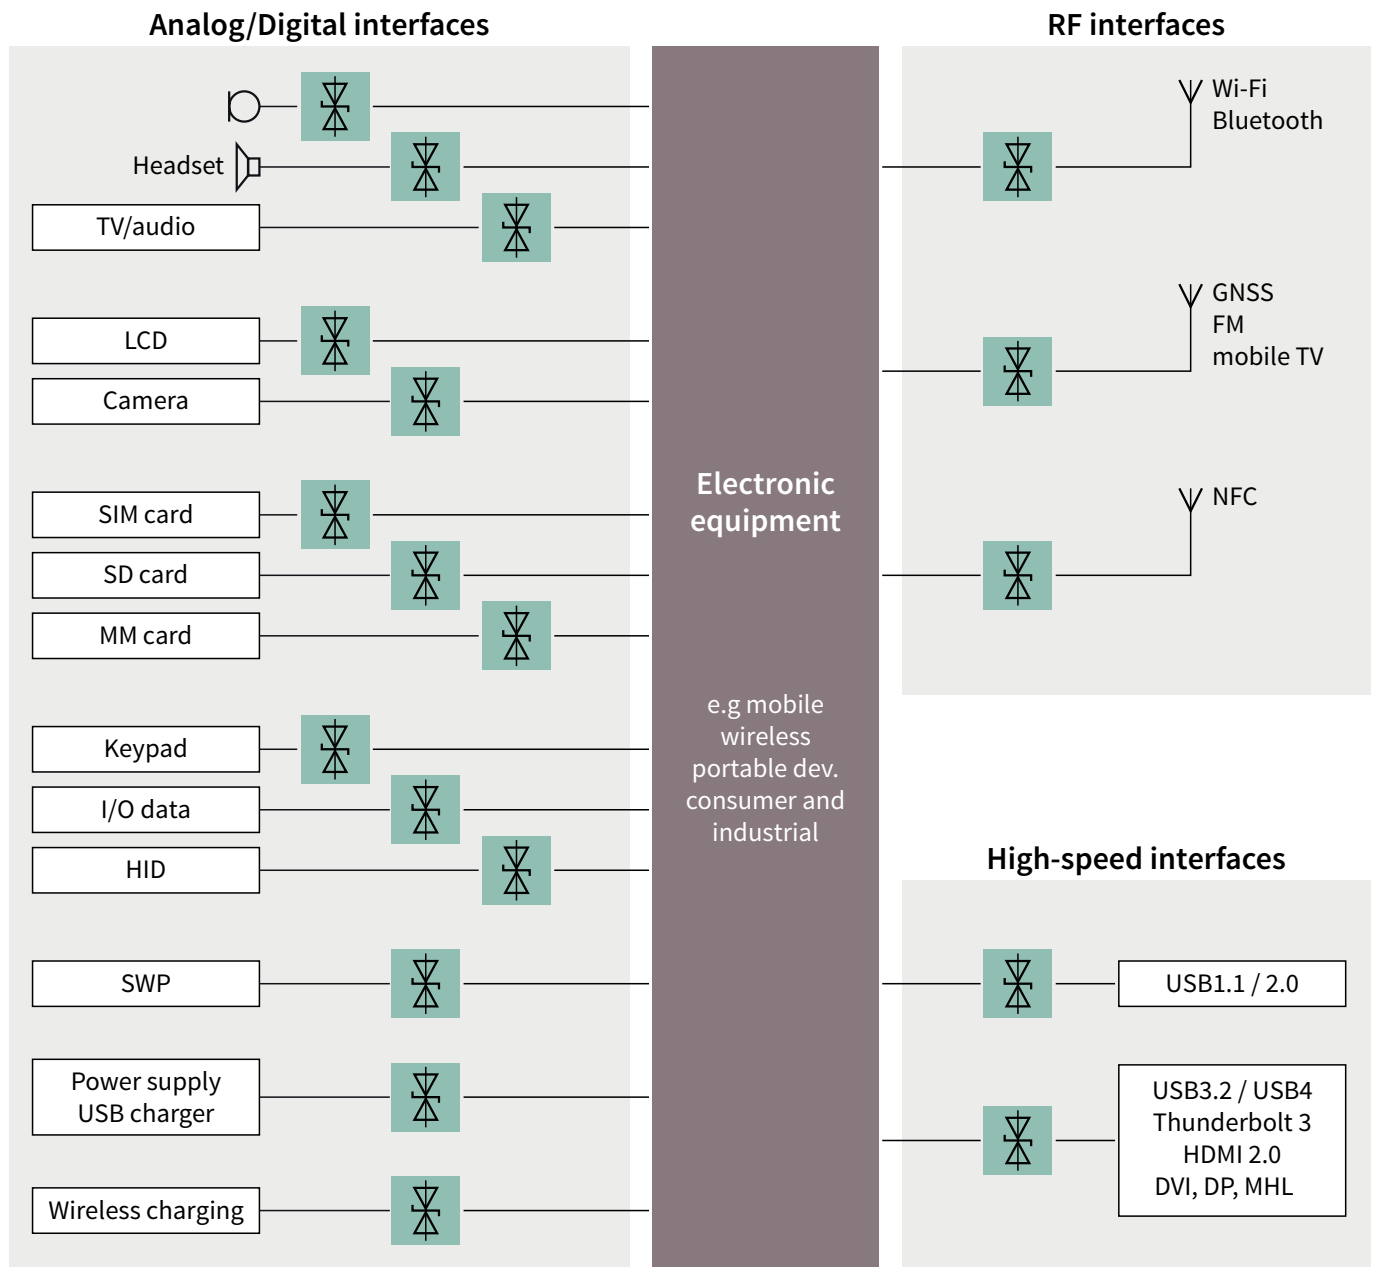 Analog/Digital interfaces
Headset
TV/audio
LCD
Camera
SIM card
SD card
MM card
Keypad
I/O data
HID
SWP
Power supply
USB charger
Wireless charging
Electronic
equipment
e.g mobile
wireless
portable dev.
consumer and
industrial
RF interfaces
Wi-Fi
Bluetooth
GNSS
FM
mobile TV
NFC
High-speed interfaces
USB1.1 / 2.0
USB3.2 / USB4
Thunderbolt 3
HDMI 2.0
DVI, DP, MHL